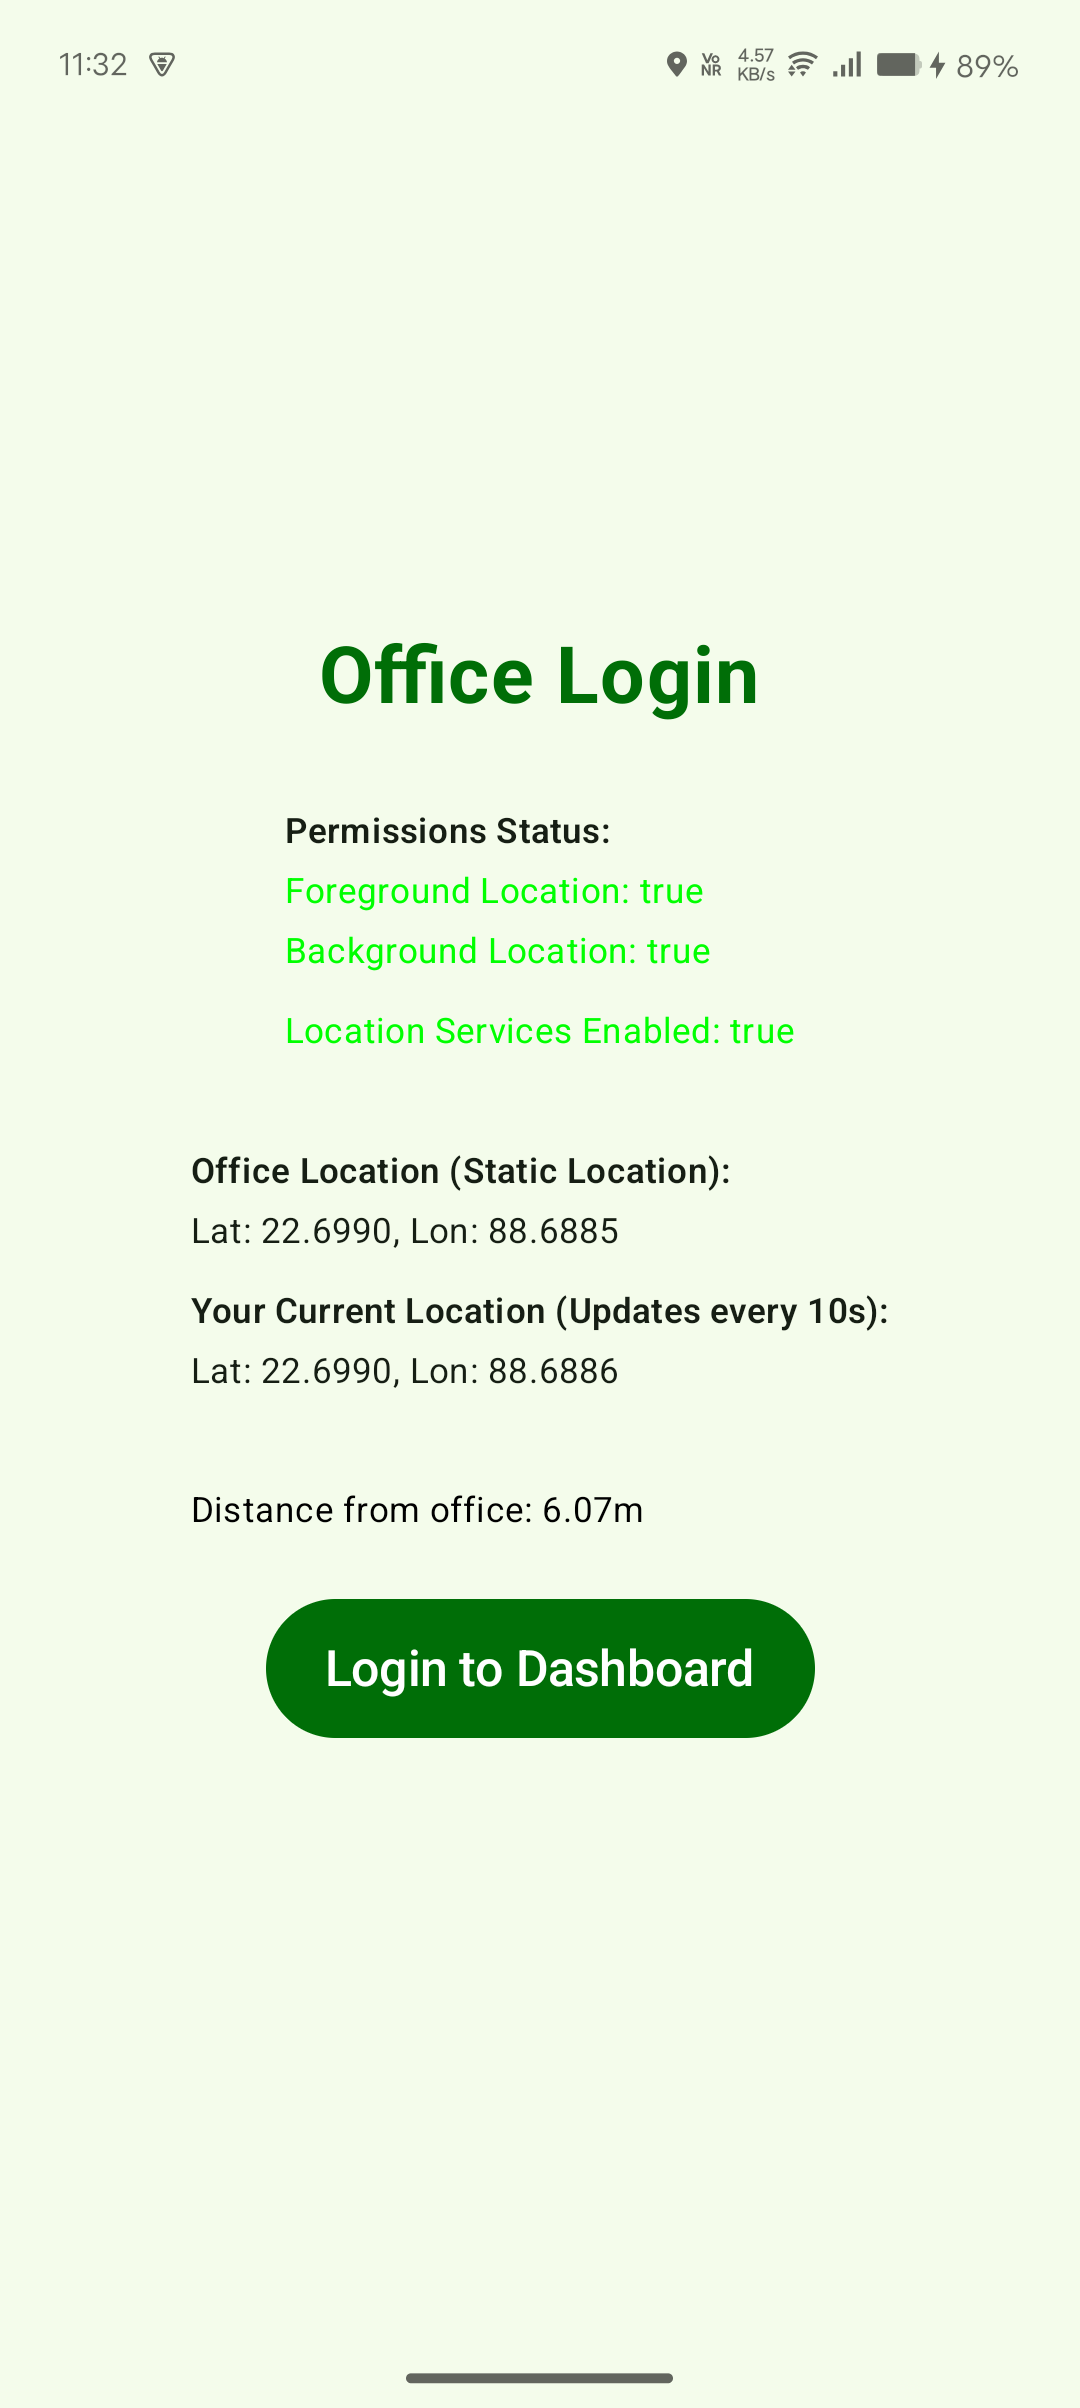 11:32
Vo
NR
4.57
KB/s
89%
Office Login
Permissions Status:
Foreground Location: true
Background Location: true
Location Services Enabled: true
Office Location (Static Location):
Lat: 22.6990, Lon: 88.6885
Your Current Location (Updates every 10s):
Lat: 22.6990, Lon: 88.6886
Distance from office: 6.07m
Login to Dashboard